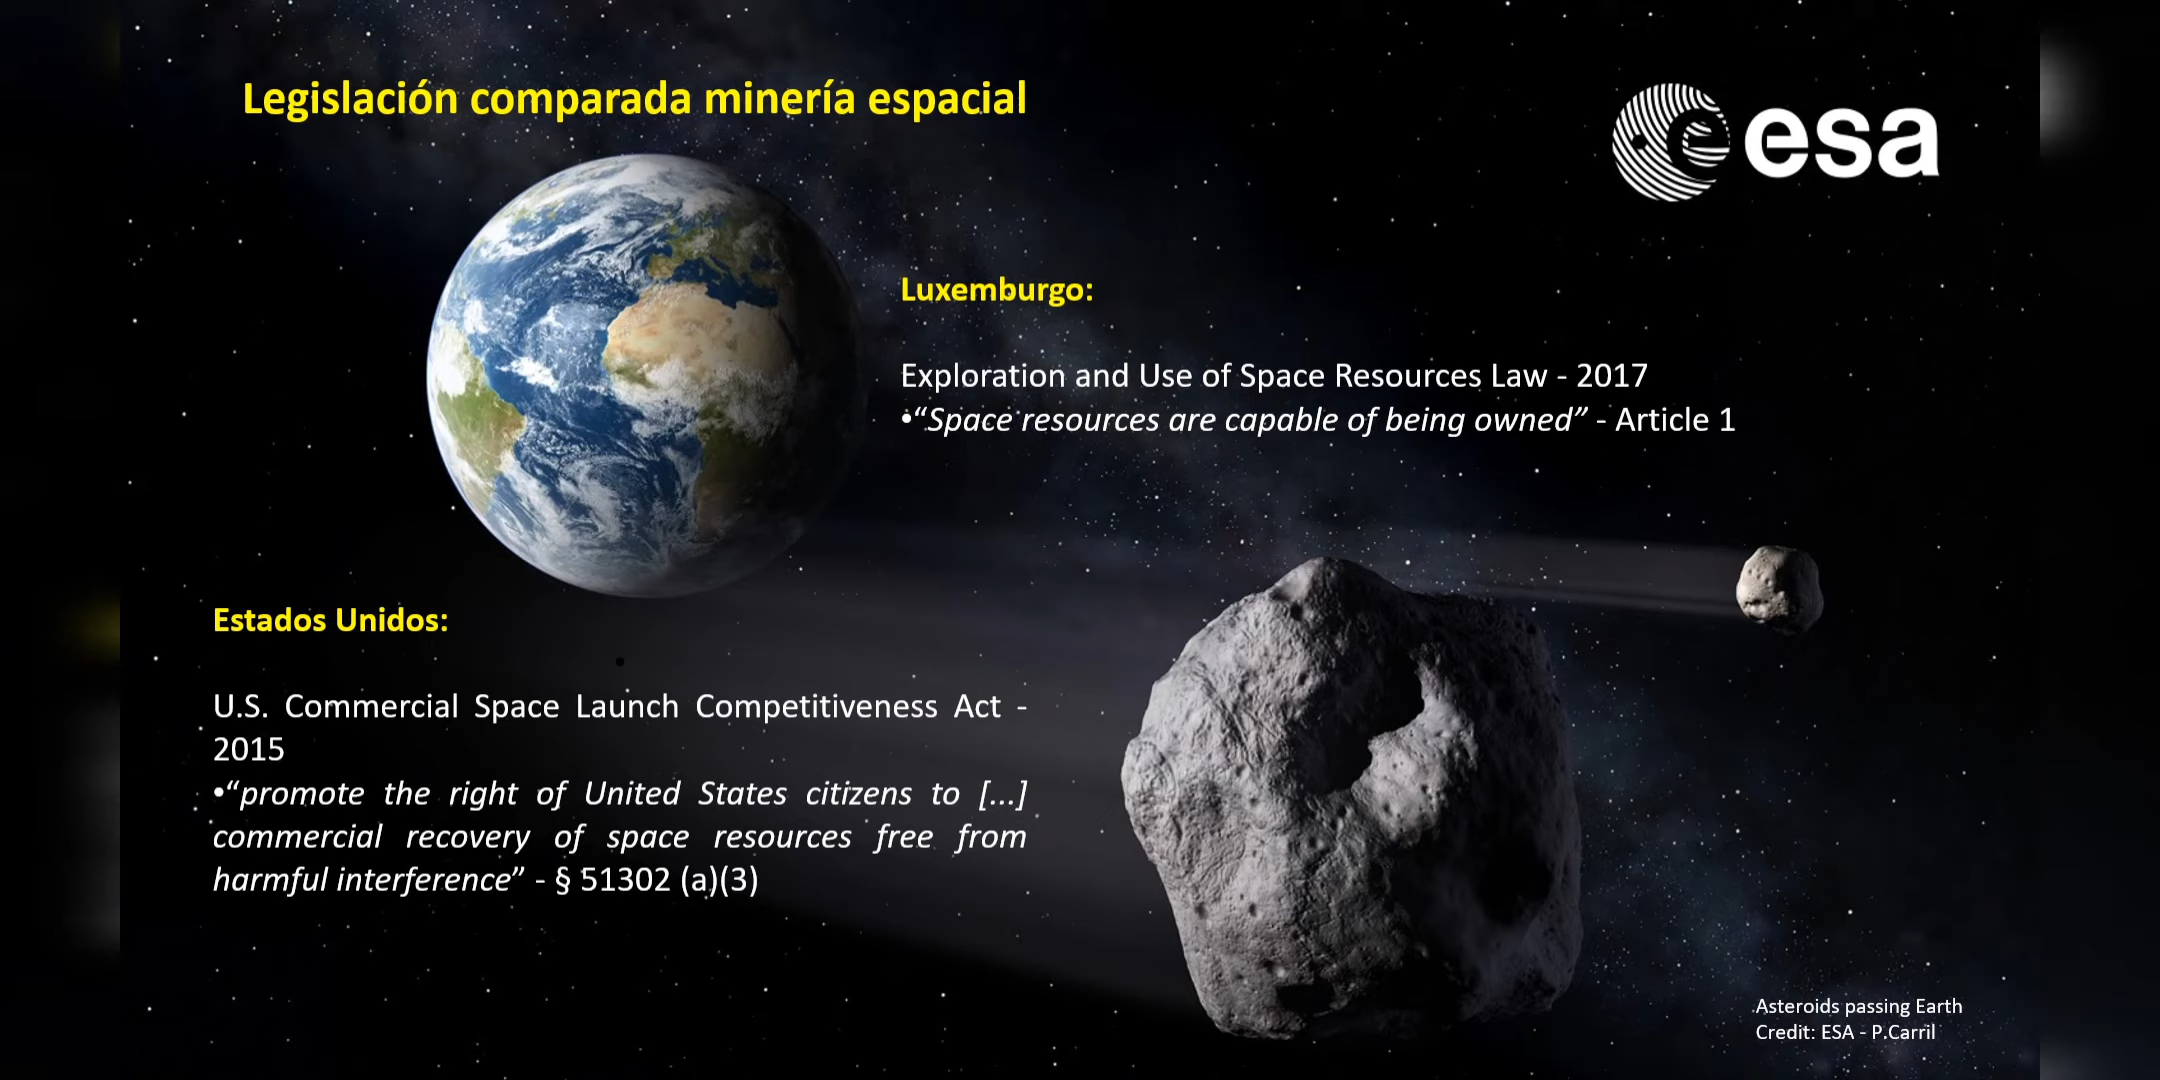 Legislación comparada minería espacial
esa
Luxemburgo:
Exploration and Use of Space Resources Law - 2017
•“Space resources are capable of being owned” - Article 1
Estados Unidos:
U.S. Commercial Space Launch Competitiveness Act -
2015
•“promote the right of United States citizens to [...]
commercial recovery of space resources free from
harmful interference” - § 51302 (a)(3)
Asteroids passing Earth
Credit: ESA - P.Carril